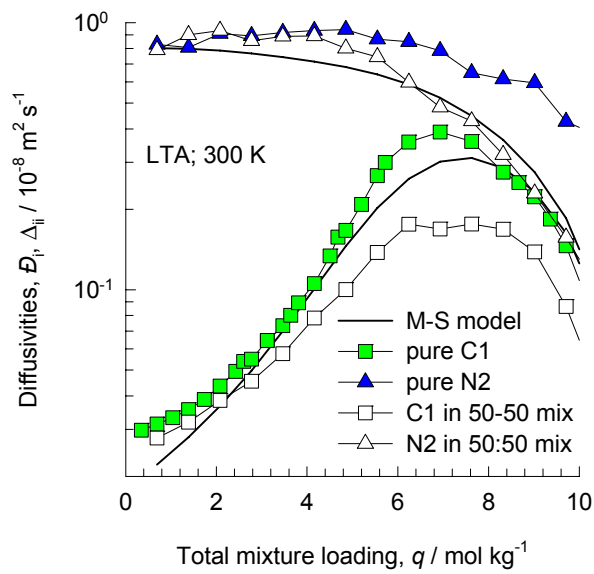 10⁰
10⁻¹
Diffusivities, Đᵢ, Δᵢᵢ / 10⁻⁸ m² s⁻¹
LTA; 300 K
M-S model
pure C1
pure N2
C1 in 50-50 mix
N2 in 50:50 mix
0 2 4 6 8 10
Total mixture loading, q / mol kg⁻¹